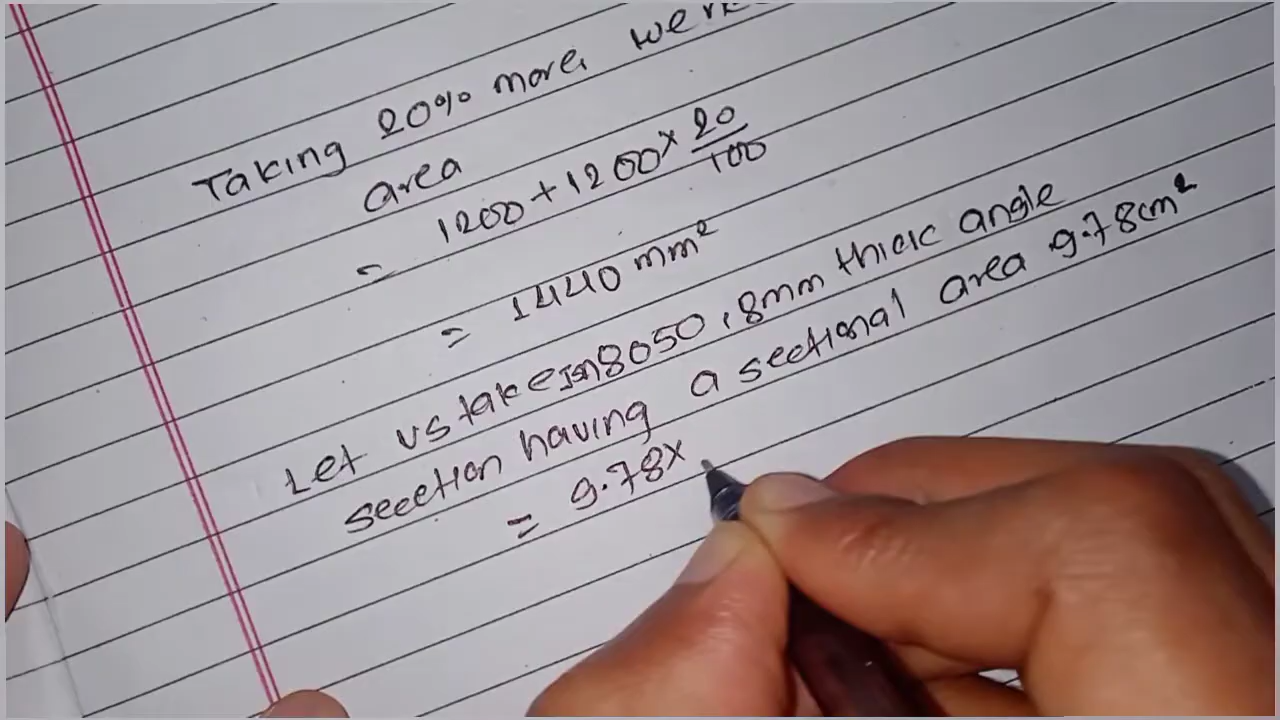 Taking 20% more
area
= 1200 + 1200 × 20/100
= 1440 mm²
Let us take ISA 8050, 8mm thick angle
section having a sectional area 9.78cm²
= 9.78×